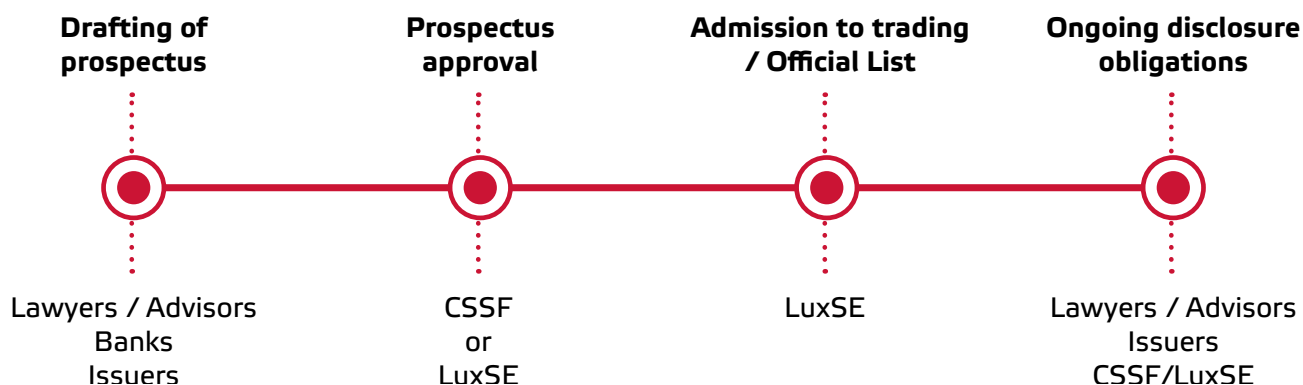 Drafting of
prospectus
Prospectus
approval
Admission to trading
/ Official List
Ongoing disclosure
obligations
Lawyers / Advisors
Banks
Issuers
CSSF
or
LuxSE
LuxSE
Lawyers / Advisors
Issuers
CSSF/LuxSE